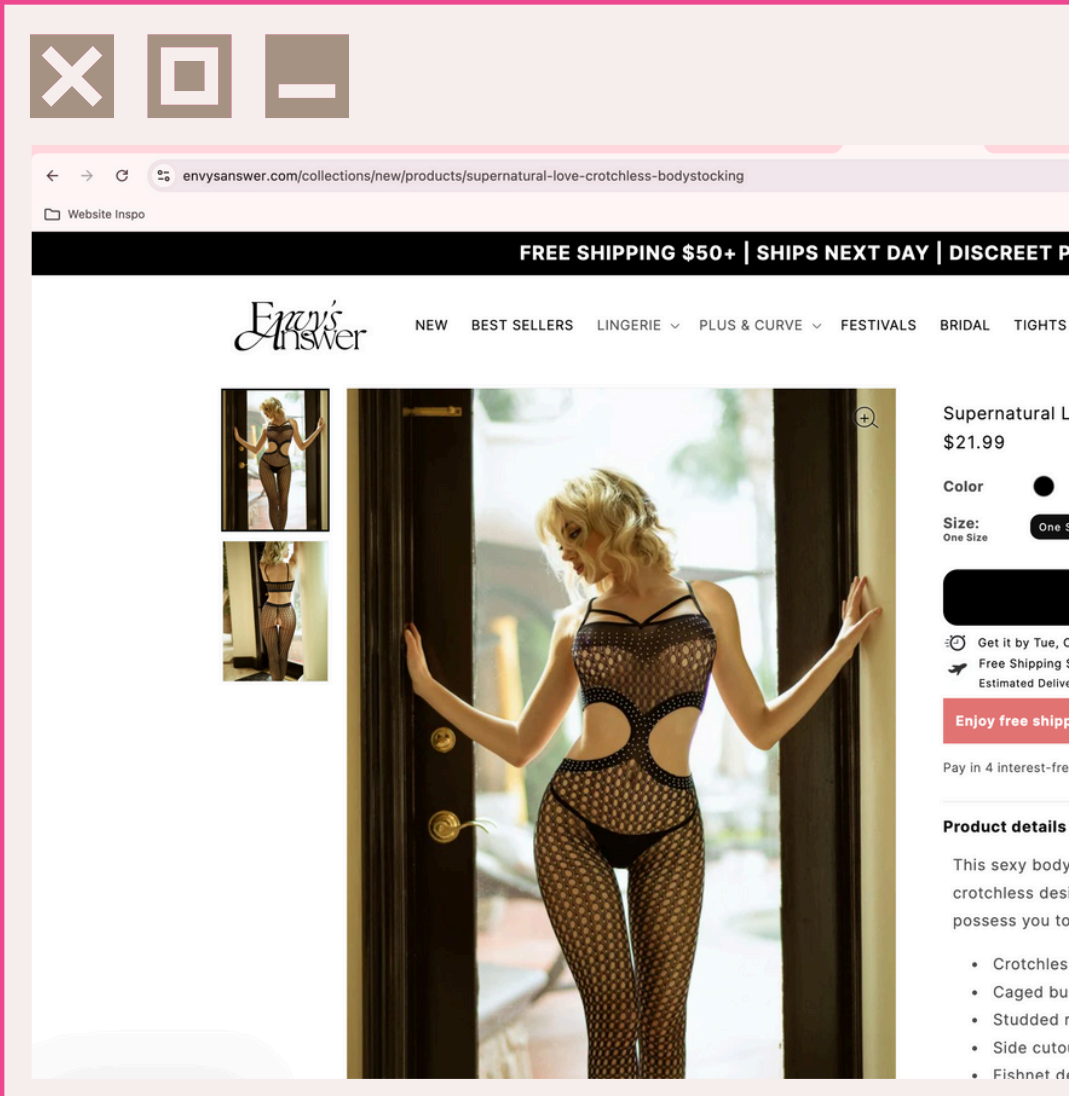 envysanswer.com/collections/new/products/supernatural-love-crotchless-bodystocking
Website Inspo
FREE SHIPPING $50+ | SHIPS NEXT DAY | DISCREET P
Envy's
Answer
NEW BEST SELLERS LINGERIE PLUS & CURVE FESTIVALS BRIDAL TIGHTS
Supernatural L
$21.99
Color
Size:
One Size
One S
Get it by Tue, O
Free Shipping S
Estimated Delive
Enjoy free shipp
Pay in 4 interest-fre
Product details
This sexy body
crotchless desi
possess you to
• Crotchles
• Caged bu
• Studded r
• Side cutou
• Fishnet de